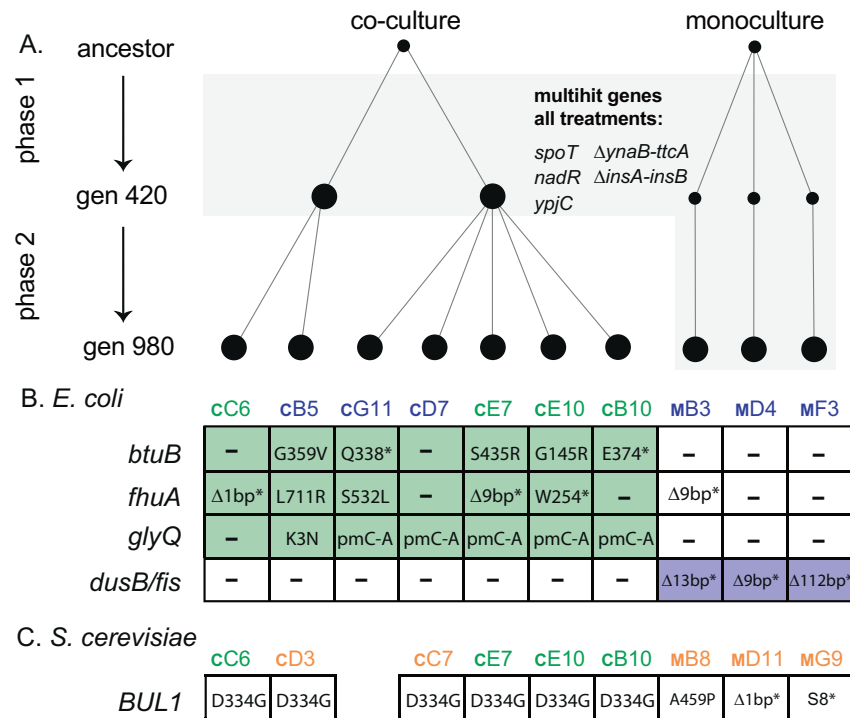 A.
co-culture
monoculture
ancestor
phase 1
multihit genes
all treatments:
spoT ΔynaB-ttcA
nadR ΔinsA-insB
ypjC
gen 420
phase 2
gen 980
B. E. coli
cC6 cB5 cG11 cD7 cE7 cE10 cB10 MB3 MD4 MF3
btuB – G359V Q338* – S435R G145R E374* – – –
fhuA Δ1bp* L711R S532L – Δ9bp* W254* – Δ9bp* – –
glyQ – K3N pmC-A pmC-A pmC-A pmC-A pmC-A – – –
dusB/fis – – – – – – – Δ13bp* Δ9bp* Δ112bp*
C. S. cerevisiae
cC6 cD3 cC7 cE7 cE10 cB10 MB8 MD11 MG9
BUL1 D334G D334G D334G D334G D334G D334G A459P Δ1bp* S8*